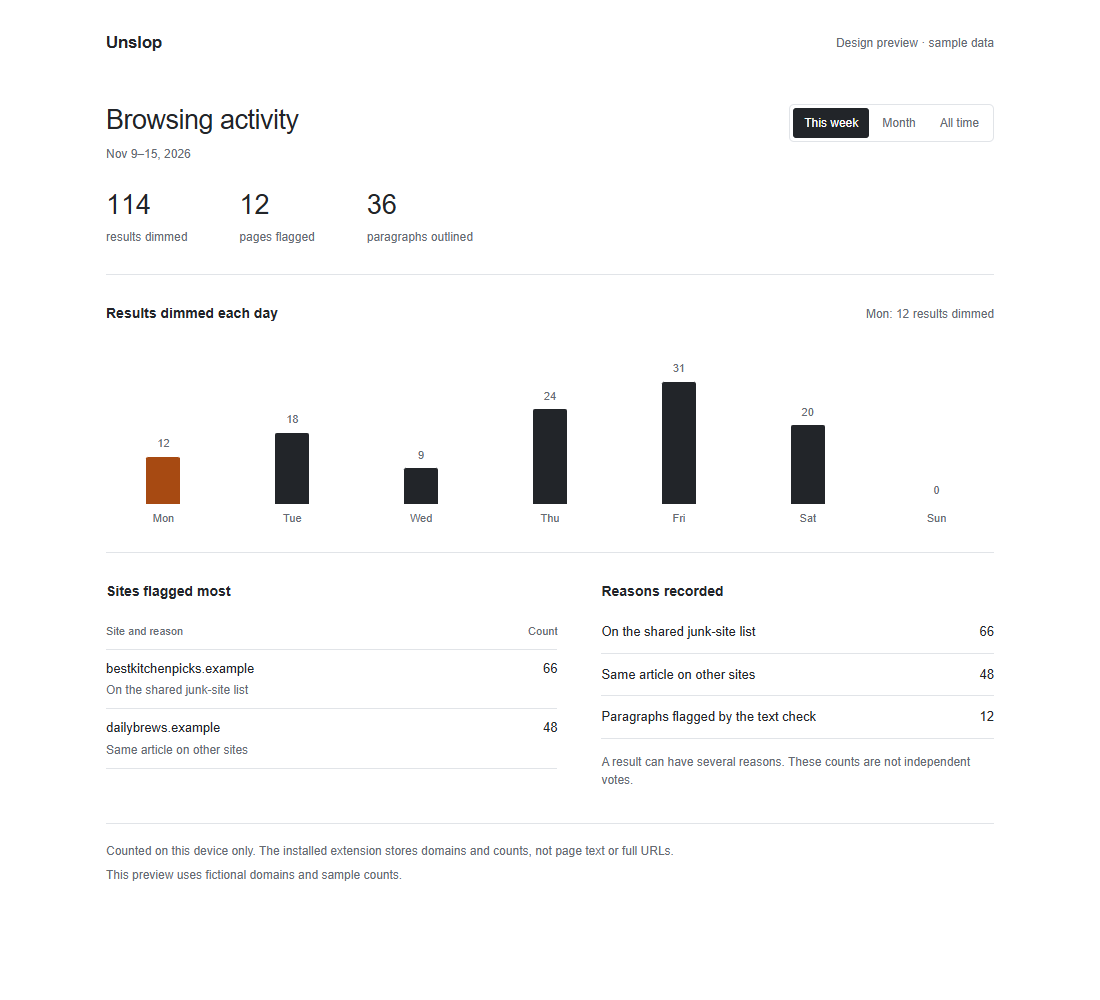 Unslop
Design preview · sample data
Browsing activity
This week
Month
All time
Nov 9–15, 2026
114
12
36
results dimmed
pages flagged
paragraphs outlined
Results dimmed each day
Mon: 12 results dimmed
12
18
9
24
31
20
0
Mon
Tue
Wed
Thu
Fri
Sat
Sun
Sites flagged most
Site and reason
Count
bestkitchenpicks.example
66
On the shared junk-site list
dailybrews.example
48
Same article on other sites
Reasons recorded
On the shared junk-site list
66
Same article on other sites
48
Paragraphs flagged by the text check
12
A result can have several reasons. These counts are not independent
votes.
Counted on this device only. The installed extension stores domains and counts, not page text or full URLs.
This preview uses fictional domains and sample counts.